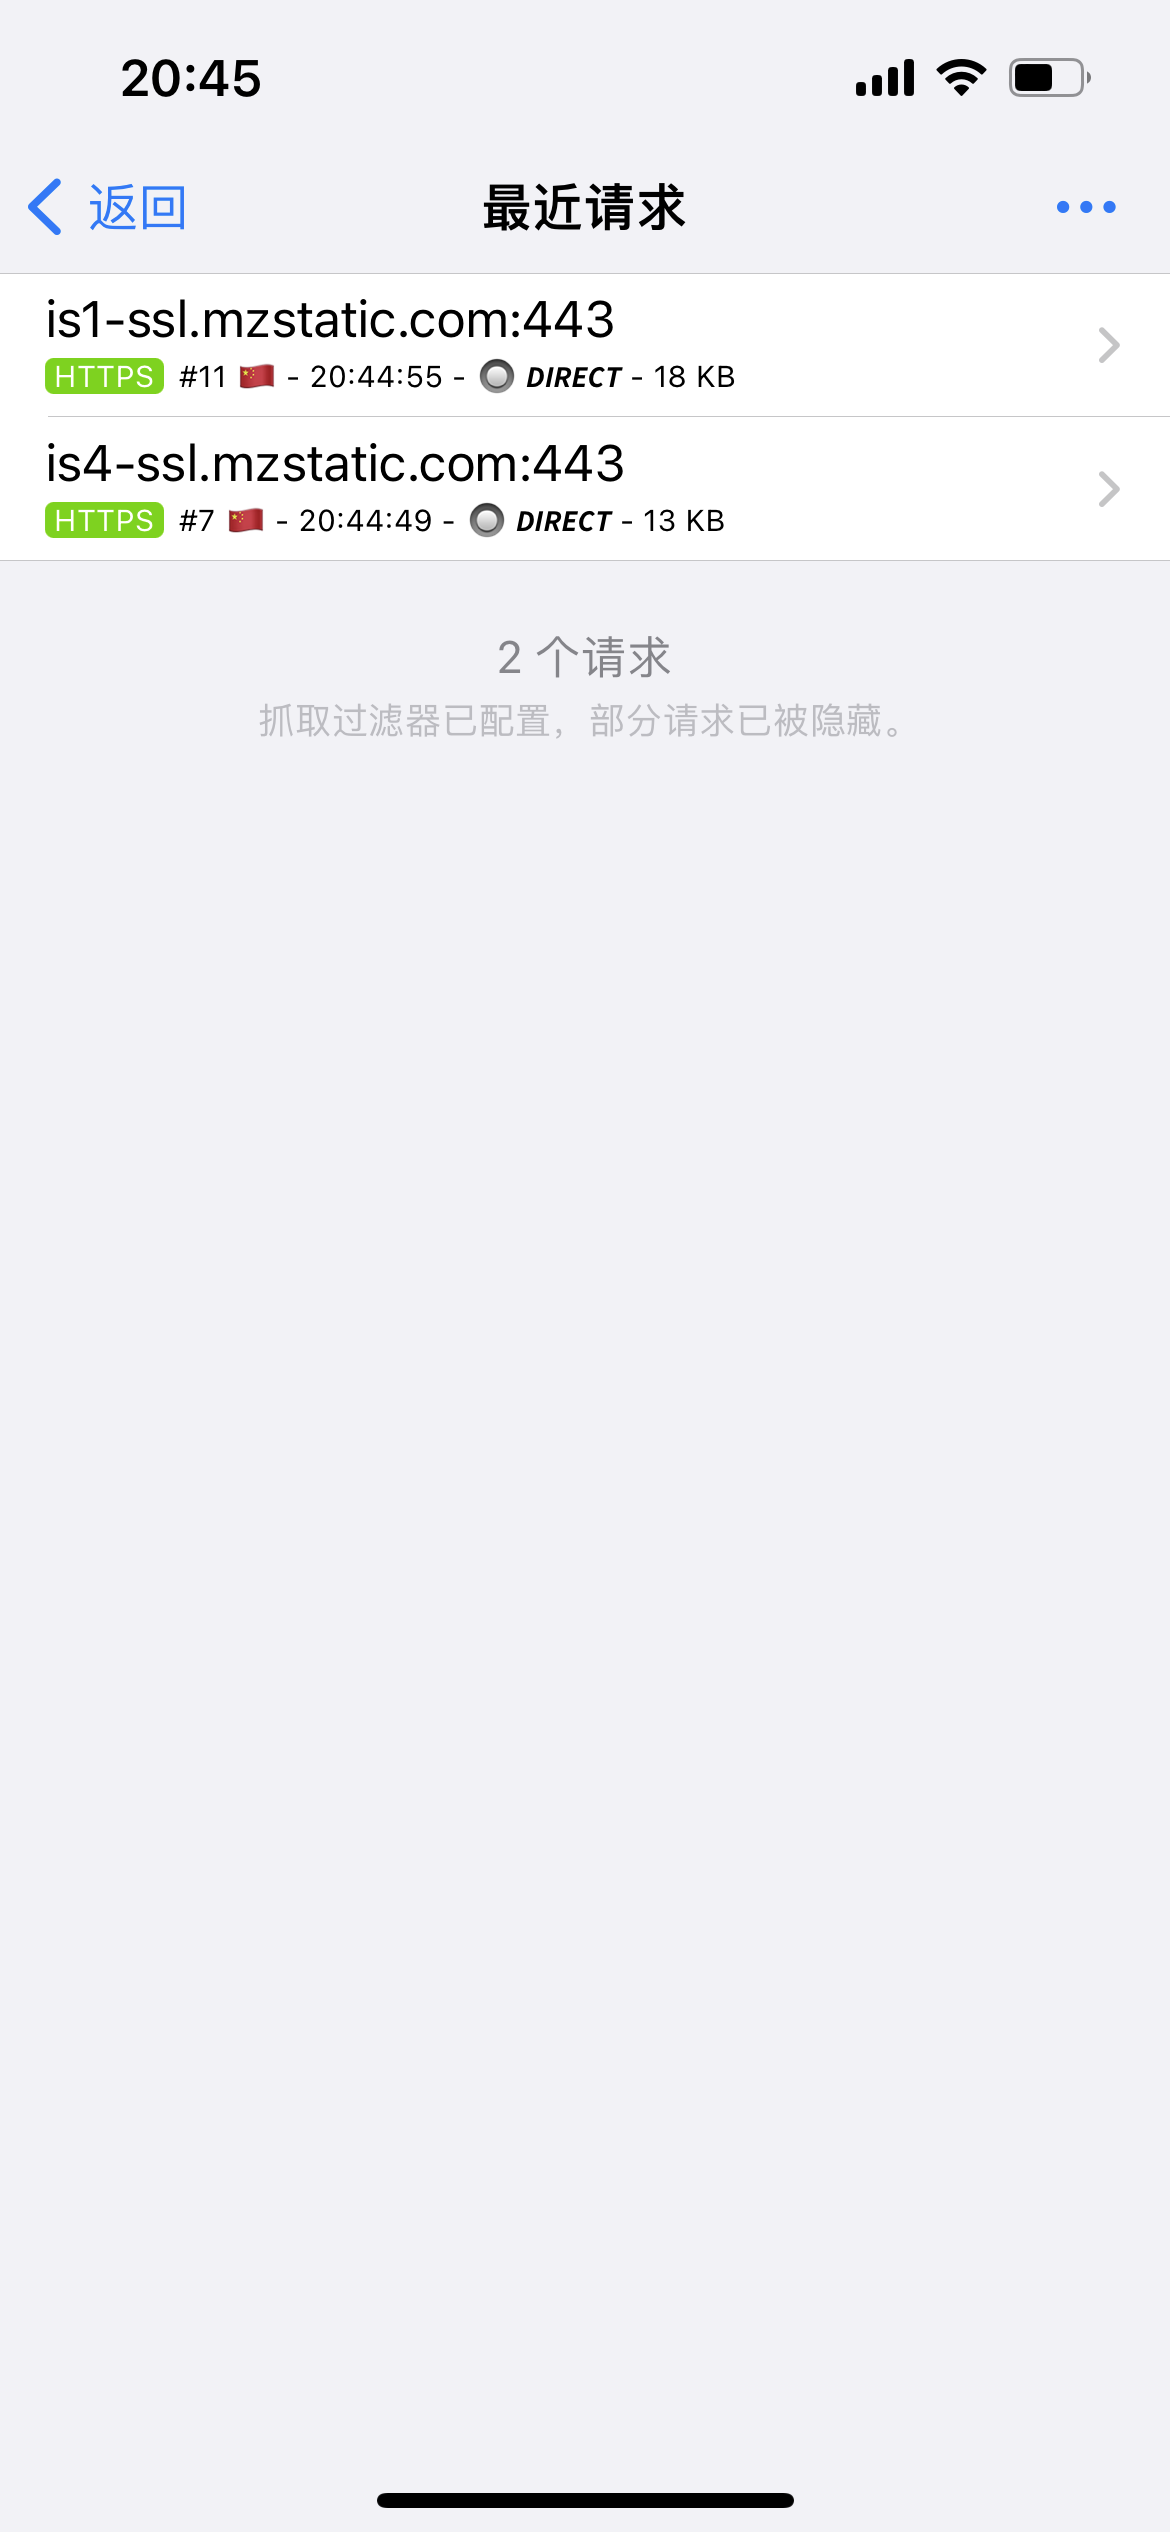 20:45
返回
最近请求
is1-ssl.mzstatic.com:443
HTTPS #11 🇨🇳 - 20:44:55 - 🔘 DIRECT - 18 KB
is4-ssl.mzstatic.com:443
HTTPS #7 🇨🇳 - 20:44:49 - 🔘 DIRECT - 13 KB
2 个请求
抓取过滤器已配置，部分请求已被隐藏。